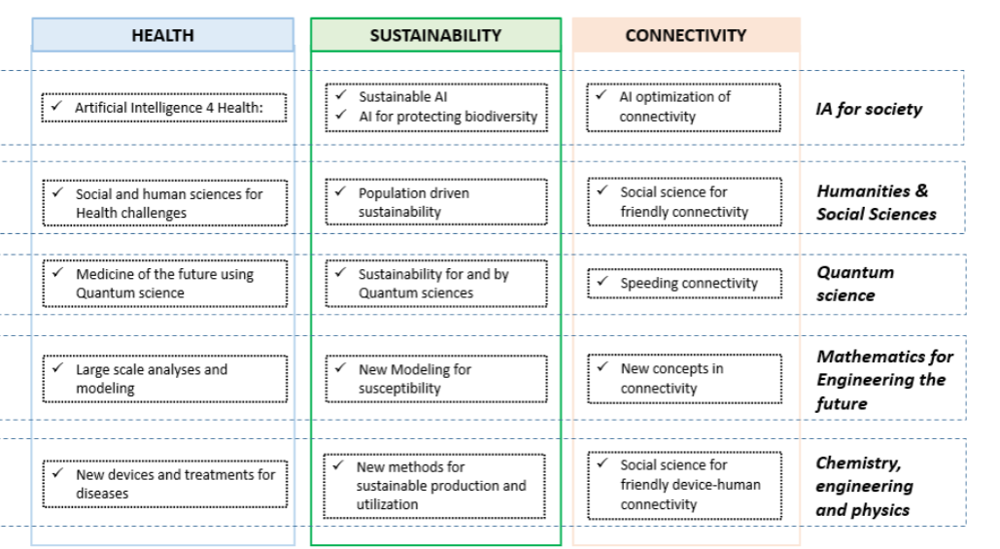 HEALTH
SUSTAINABILITY
CONNECTIVITY
✓ Artificial Intelligence 4 Health:
✓ Sustainable AI
✓ AI for protecting biodiversity
✓ AI optimization of
connectivity
IA for society
✓ Social and human sciences for
Health challenges
✓ Population driven
sustainability
✓ Social science for
friendly connectivity
Humanities &
Social Sciences
✓ Medicine of the future using
Quantum science
✓ Sustainability for and by
Quantum sciences
✓ Speeding connectivity
Quantum
science
✓ Large scale analyses and
modeling
✓ New Modeling for
susceptibility
✓ New concepts in
connectivity
Mathematics for
Engineering the
future
✓ New devices and treatments for
diseases
✓ New methods for
sustainable production and
utilization
✓ Social science for
friendly device-human
connectivity
Chemistry,
engineering
and physics